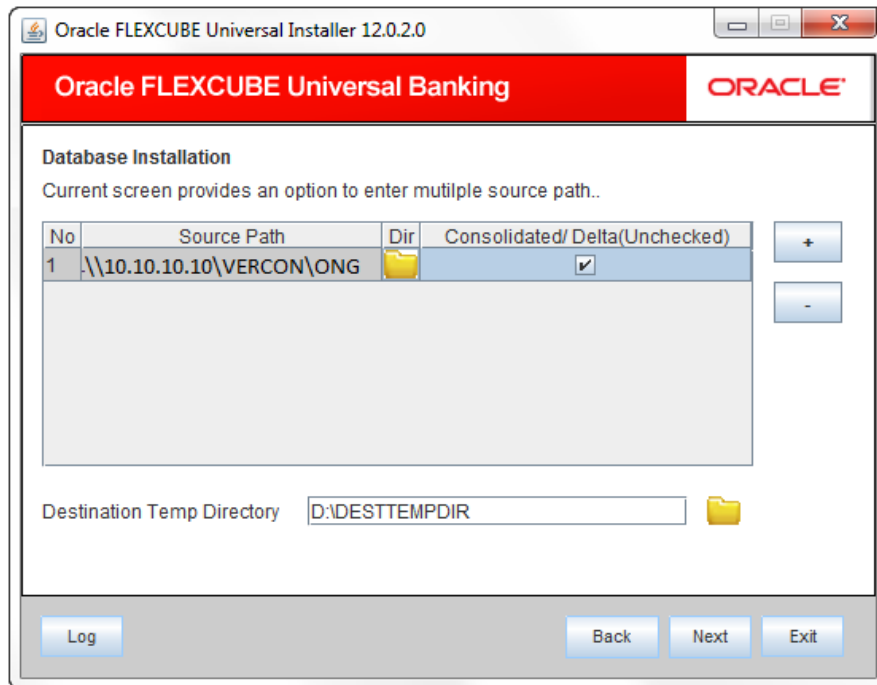 Oracle FLEXCUBE Universal Installer 12.0.2.0
Oracle FLEXCUBE Universal Banking
ORACLE
Database Installation
Current screen provides an option to enter mutilple source path..
No Source Path Dir Consolidated/ Delta(Unchecked)
1 .\\10.10.10.10\VERCON\ONG
+
-
Destination Temp Directory D:\DESTTEMPDIR
Log Back Next Exit